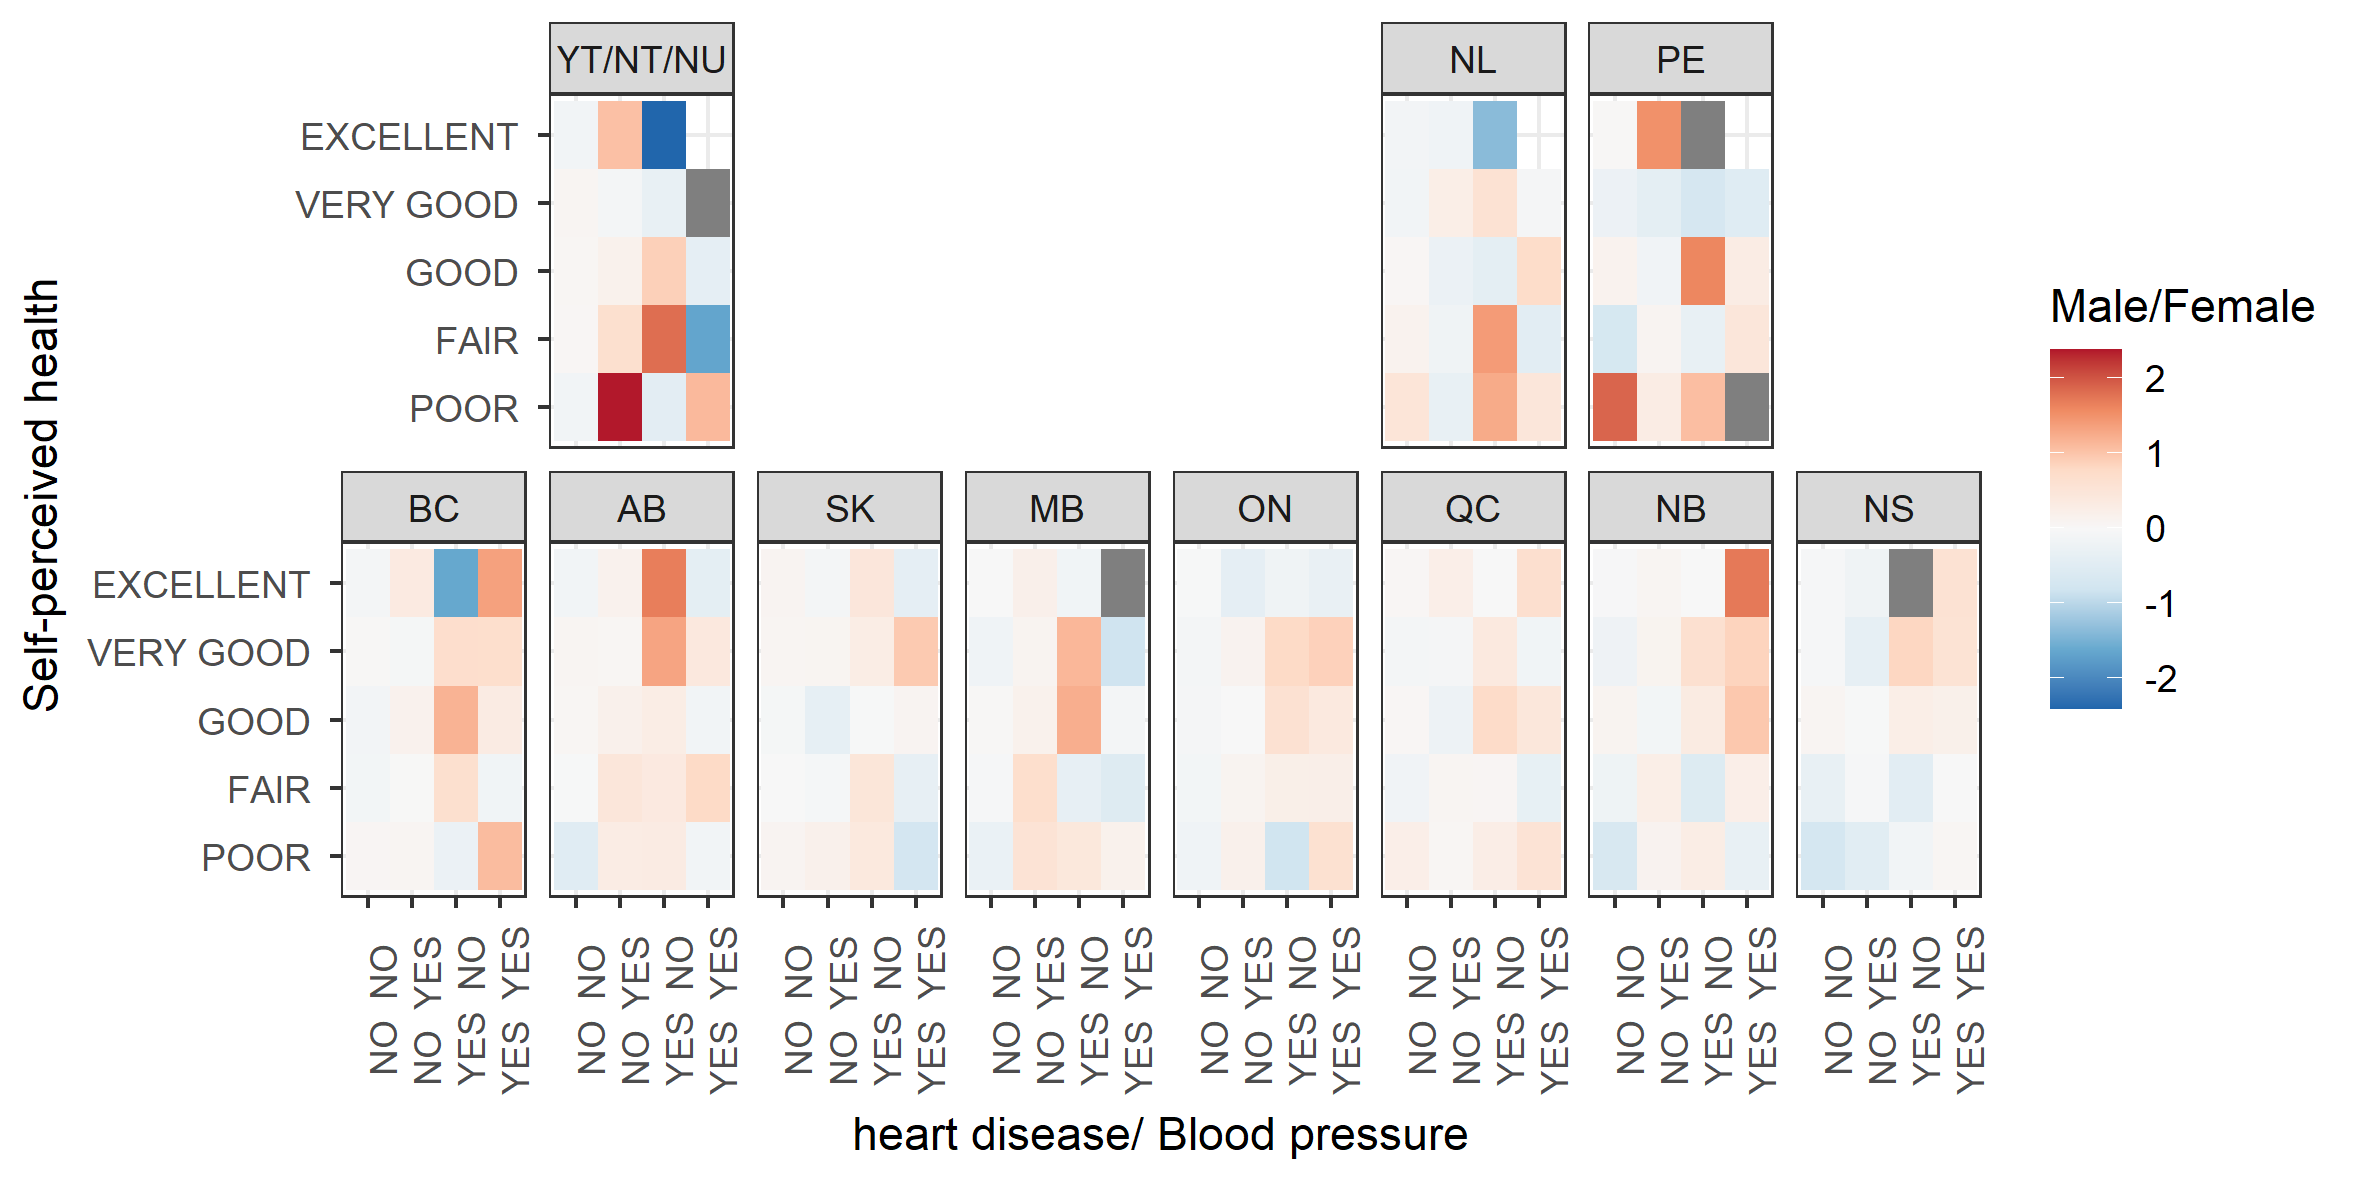 YT/NT/NU
NL
PE
EXCELLENT
VERY GOOD
GOOD
FAIR
POOR
Self-perceived health
Male/Female
2
1
0
-1
-2
BC
AB
SK
MB
ON
QC
NB
NS
EXCELLENT
VERY GOOD
GOOD
FAIR
POOR
NO NO
NO YES
YES NO
YES YES
NO NO
NO YES
YES NO
YES YES
NO NO
NO YES
YES NO
YES YES
NO NO
NO YES
YES NO
YES YES
NO NO
NO YES
YES NO
YES YES
NO NO
NO YES
YES NO
YES YES
NO NO
NO YES
YES NO
YES YES
NO NO
NO YES
YES NO
YES YES
heart disease/ Blood pressure